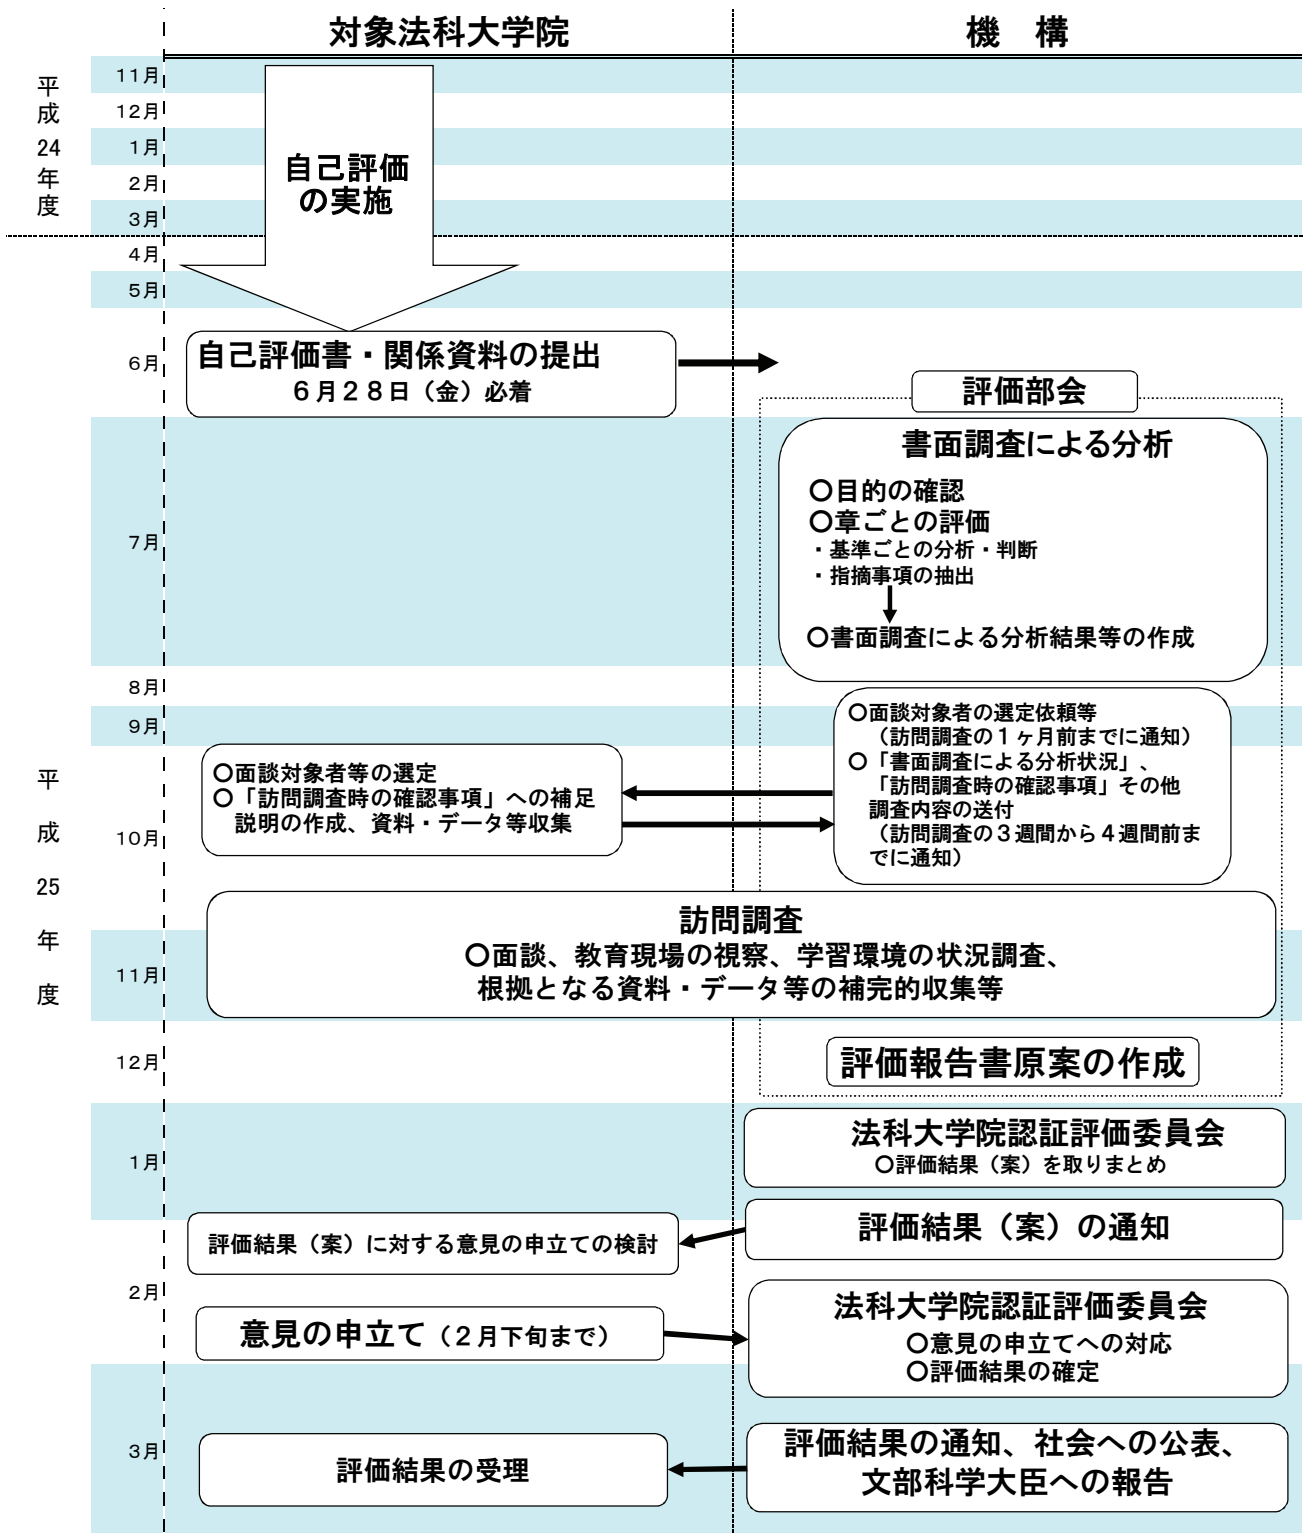 対象法科大学院
機　構
平成24年度
11月
12月
1月
2月
3月
自己評価
の実施
平成25年度
4月
5月
6月
自己評価書・関係資料の提出
６月２８日（金）必着
評価部会
7月
書面調査による分析
○目的の確認
○章ごとの評価
・基準ごとの分析・判断
・指摘事項の抽出
○書面調査による分析結果等の作成
8月
9月
○面談対象者の選定依頼等
（訪問調査の１ヶ月前までに通知）
○「書面調査による分析状況」、
「訪問調査時の確認事項」その他
調査内容の送付
（訪問調査の３週間から４週間前ま
でに通知）
○面談対象者等の選定
○「訪問調査時の確認事項」への補足
説明の作成、資料・データ等収集
10月
訪問調査
○面談、教育現場の視察、学習環境の状況調査、
根拠となる資料・データ等の補完的収集等
11月
12月
評価報告書原案の作成
1月
法科大学院認証評価委員会
○評価結果（案）を取りまとめ
評価結果（案）の通知
評価結果（案）に対する意見の申立ての検討
2月
意見の申立て（２月下旬まで）
法科大学院認証評価委員会
○意見の申立てへの対応
○評価結果の確定
3月
評価結果の通知、社会への公表、
文部科学大臣への報告
評価結果の受理